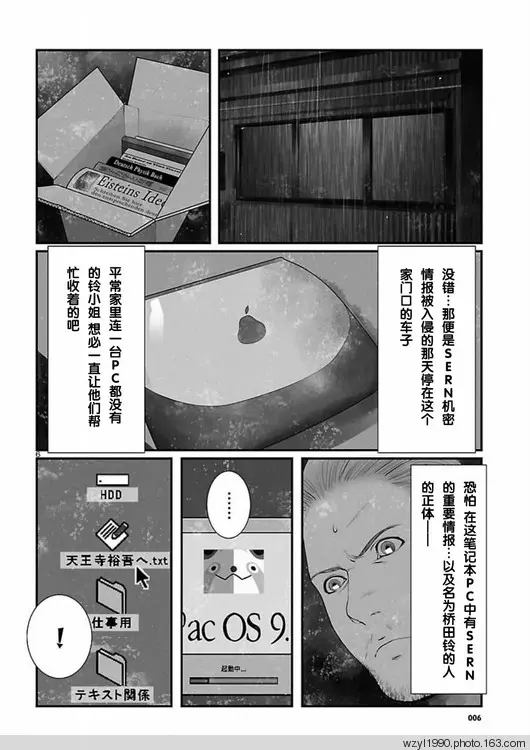 Deutsch Physik Buch
Eisteins Idea
没错…那便是SERN机密
情报被入侵的那天停在这个
家门口的车子
平常家里连一台PC都没有
的铃小姐 想必一直让他们帮
忙收着的吧
恐怕 在这笔记本PC中有SERN
的重要情报…以及名为桥田铃的人
的正体——
……
Pac OS 9.
起動中...
HDD
天王寺裕吾へ.txt
仕事用
テキスト関係
！
006
wzyl1990.photo.163.com